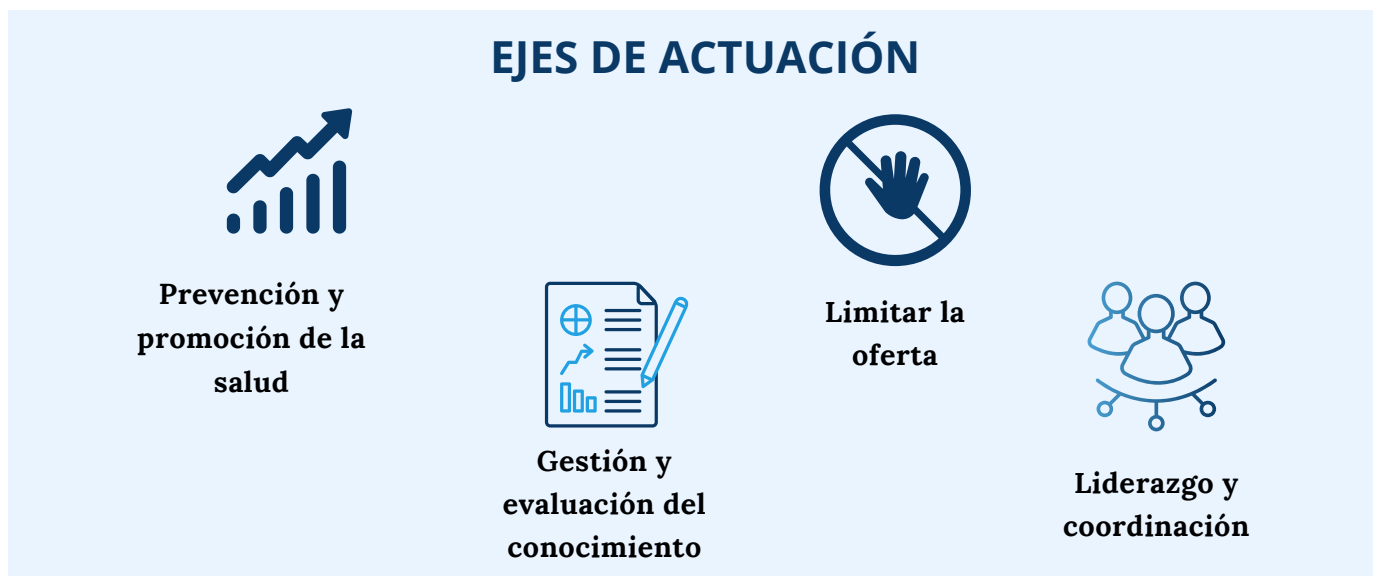 EJES DE ACTUACIÓN
Prevención y
promoción de la
salud
Gestión y
evaluación del
conocimiento
Limitar la
oferta
Liderazgo y
coordinación